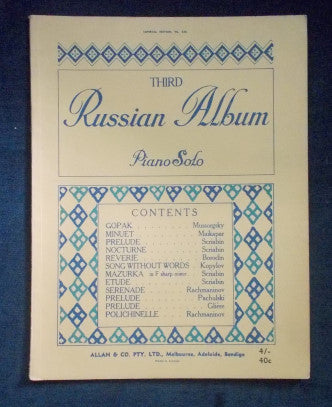 IMPERIAL EDITION, No.
THIRD
Russian Album
Piano Solo
CONTENTS
GOPAK . . . . . . . . Mussorgsky
MINUET . . . . . . . . Maikapar
PRELUDE . . . . . . . . Scriabin
NOCTURNE . . . . . . . . Scriabin
REVERIE . . . . . . . . Borodin
SONG WITHOUT WORDS . Kopylov
MAZURKA in F sharp minor . Scriabin
ETUDE . . . . . . . . Scriabin
SERENADE . . . . . Rachmaninov
PRELUDE . . . . . . . Pachulski
PRELUDE . . . . . . . . Glière
POLICHINELLE . . . Rachmaninov
ALLAN & CO. PTY. LTD., Melbourne, Adelaide, Bendigo
4/-
40c